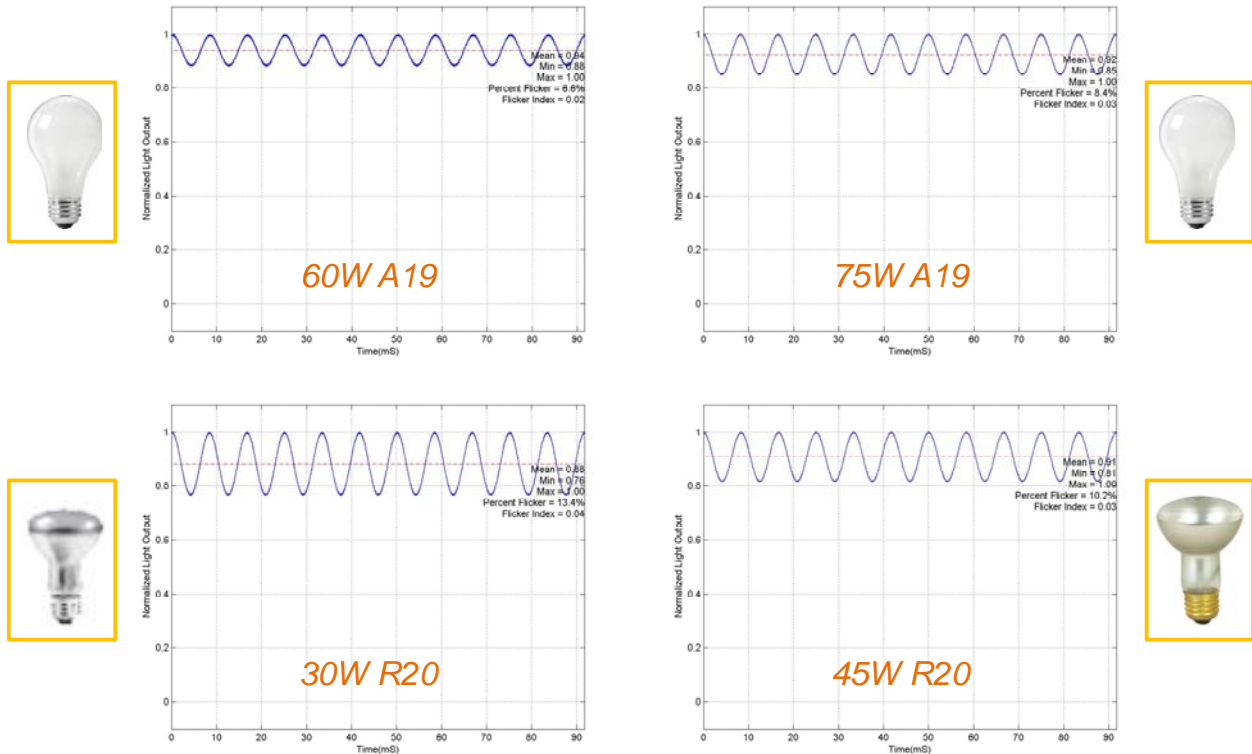 1
0.8
0.6
0.4
0.2
0
Normalized Light Output
Mean = 0.94
Min = 0.88
Max = 1.00
Percent Flicker = 6.6%
Flicker Index = 0.02
60W A19
0 10 20 30 40 50 60 70 80 90
Time(mS)
1
0.8
0.6
0.4
0.2
0
Normalized Light Output
Mean = 0.92
Min = 0.85
Max = 1.00
Percent Flicker = 8.4%
Flicker Index = 0.03
75W A19
0 10 20 30 40 50 60 70 80 90
Time(mS)
1
0.8
0.6
0.4
0.2
0
Normalized Light Output
Mean = 0.88
Min = 0.76
Max = 1.00
Percent Flicker = 13.4%
Flicker Index = 0.04
30W R20
0 10 20 30 40 50 60 70 80 90
Time(mS)
1
0.8
0.6
0.4
0.2
0
Normalized Light Output
Mean = 0.91
Min = 0.81
Max = 1.00
Percent Flicker = 10.2%
Flicker Index = 0.03
45W R20
0 10 20 30 40 50 60 70 80 90
Time(mS)